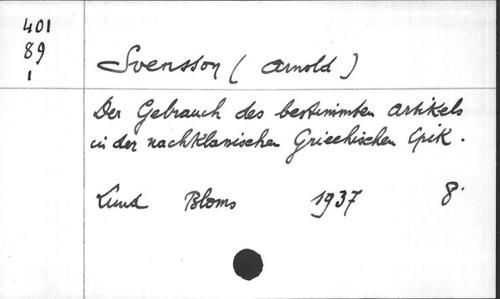 401
89
1
Svensson ( Arnold )
Der Gebrauch des bestimmten Artikels
in der nachklassischen Griechischen Epik .
Lund Bloms 1937 8°